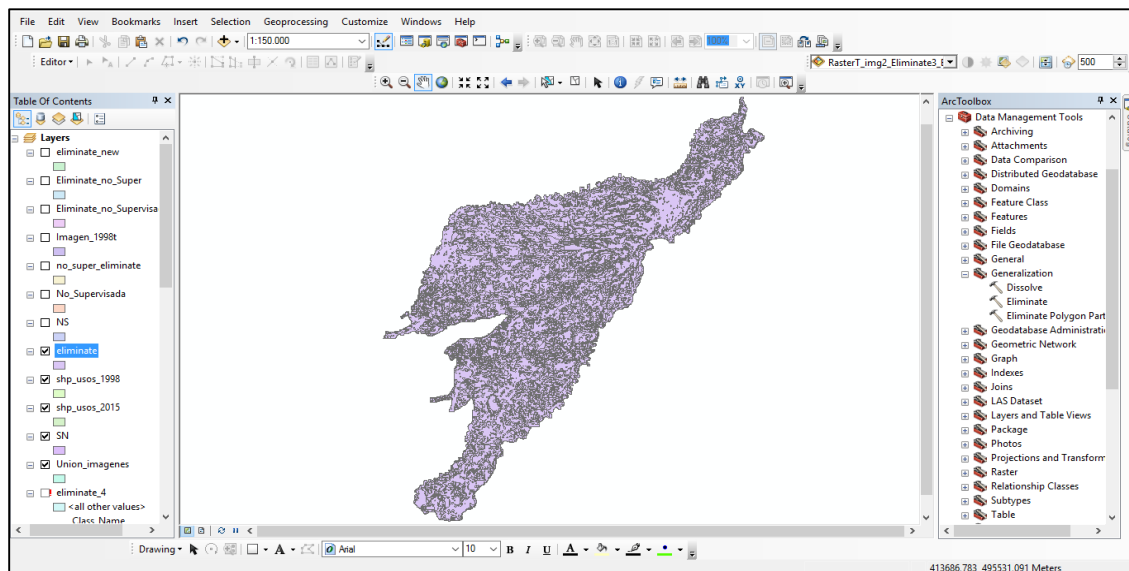 File Edit View Bookmarks Insert Selection Geoprocessing Customize Windows Help
1:150.000 100%
Editor RasterT_img2_Eliminate3_E 500
Table Of Contents
Layers
eliminate_new
Eliminate_no_Super
Eliminate_no_Supervisa
Imagen_1998t
no_super_eliminate
No_Supervisada
NS
eliminate
shp_usos_1998
shp_usos_2015
SN
Union_imagenes
eliminate_4
<all other values>
Class_Name
ArcToolbox
Data Management Tools
Archiving
Attachments
Data Comparison
Distributed Geodatabase
Domains
Feature Class
Features
Fields
File Geodatabase
General
Generalization
Dissolve
Eliminate
Eliminate Polygon Part
Geodatabase Administrati
Geometric Network
Graph
Indexes
Joins
LAS Dataset
Layers and Table Views
Package
Photos
Projections and Transform
Raster
Relationship Classes
Subtypes
Table
Drawing Arial 10 B I U A
413686,783 495531,091 Meters